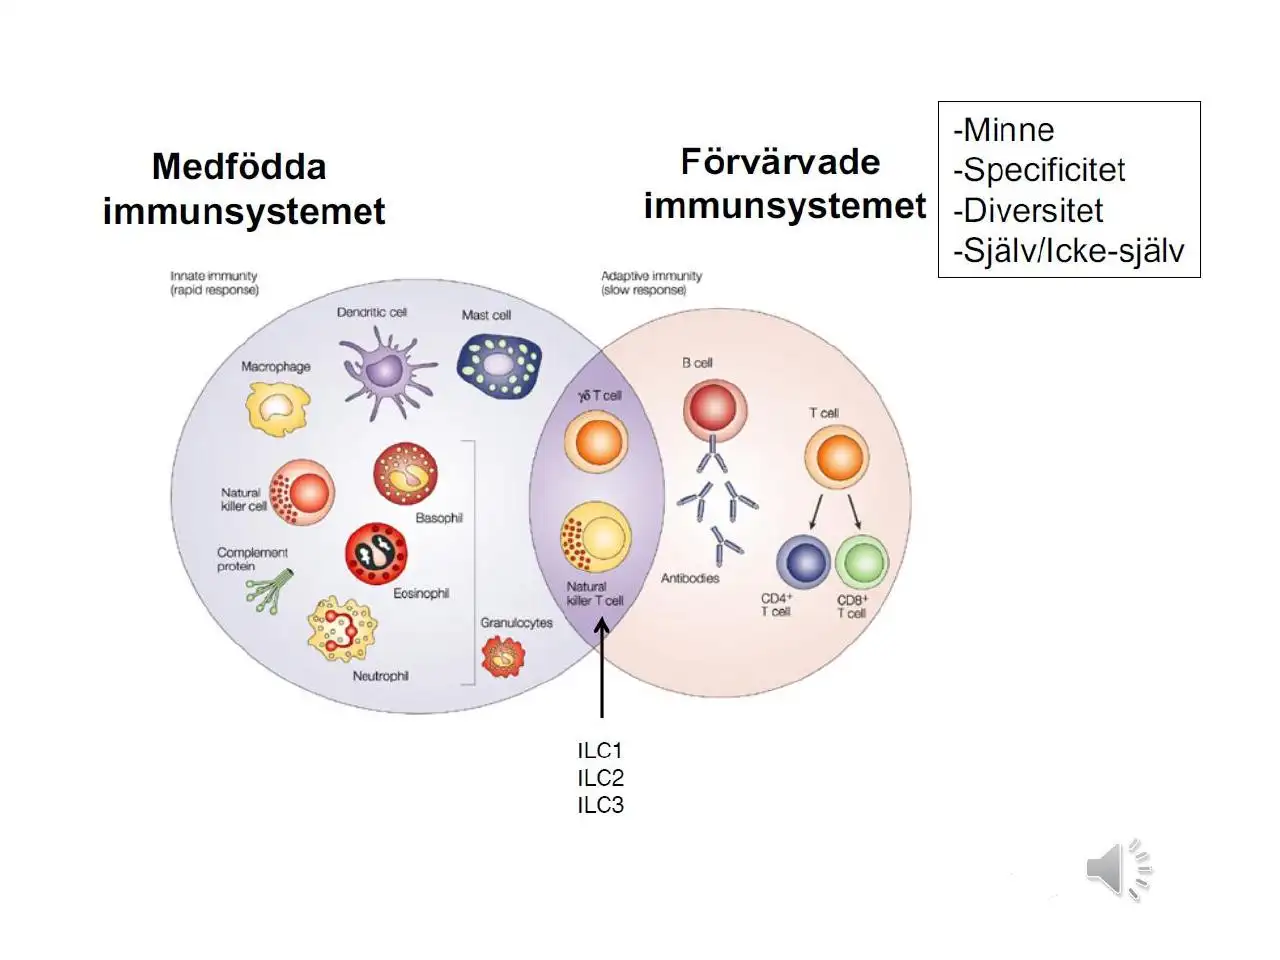 Medfödda
immunsystemet
Förvärvade
immunsystemet
-Minne
-Specificitet
-Diversitet
-Själv/Icke-själv
Innate immunity
(rapid response)
Adaptive immunity
(slow response)
Dendritic cell
Mast cell
Macrophage
Natural
killer cell
Basophil
Complement
protein
Eosinophil
Neutrophil
Granulocytes
γδ T cell
Natural
killer T cell
B cell
Antibodies
T cell
CD4+
T cell
CD8+
T cell
ILC1
ILC2
ILC3